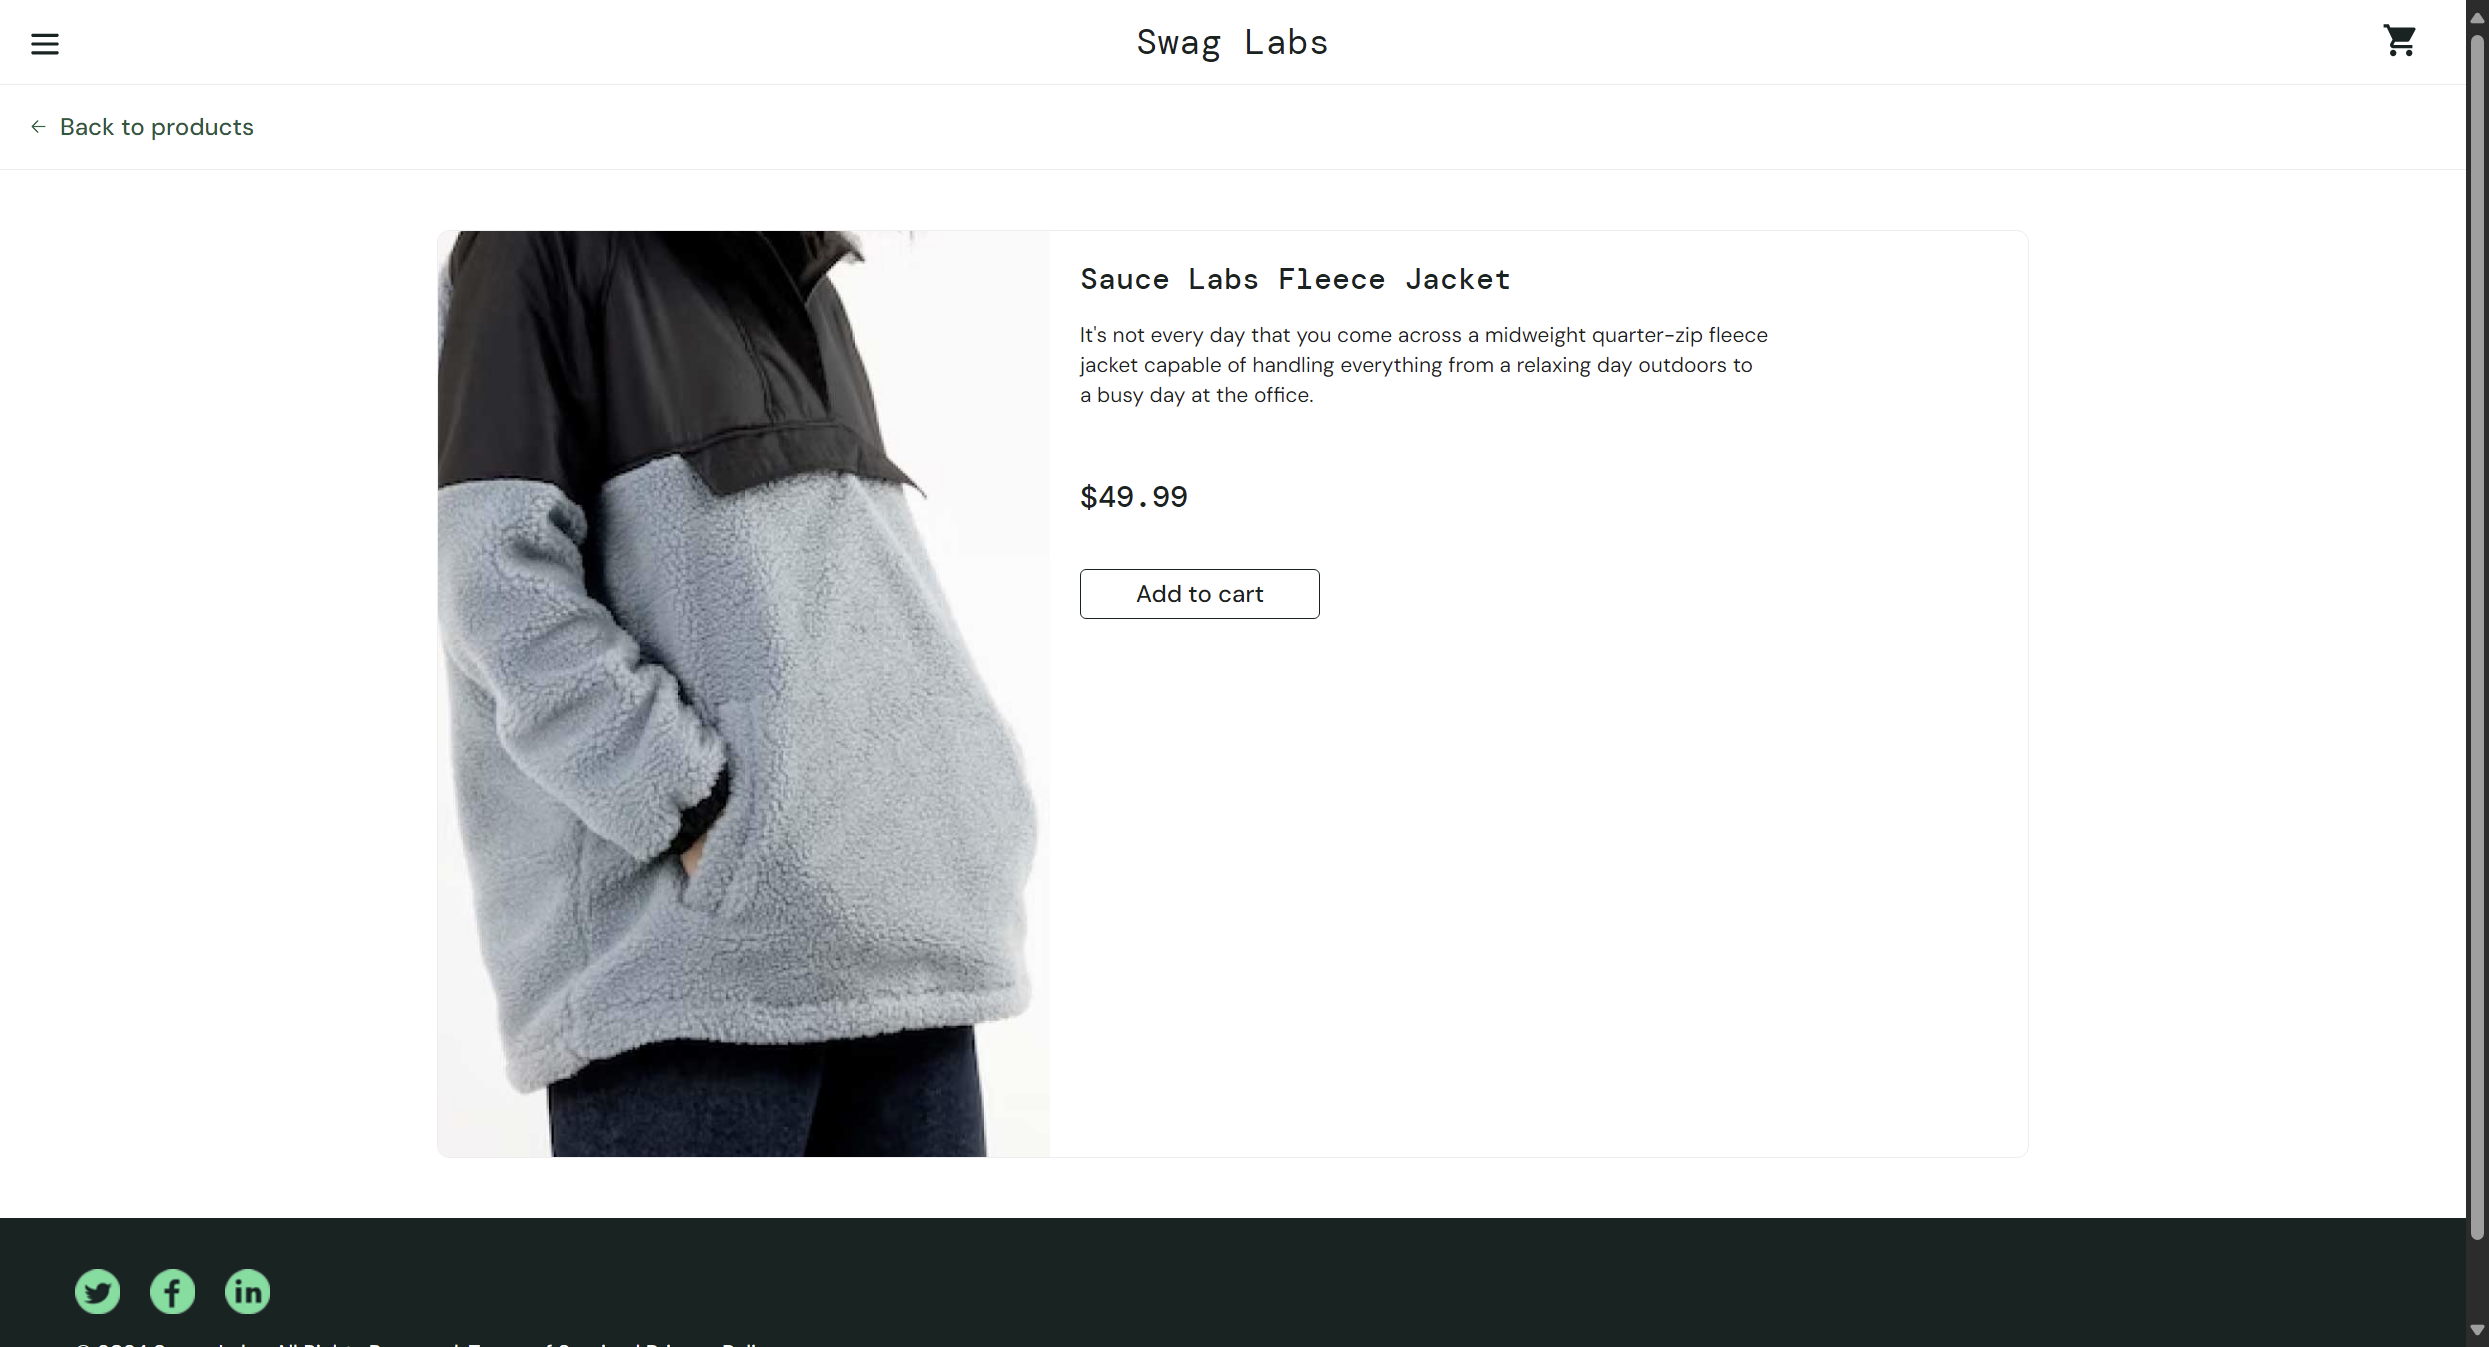 Swag Labs
Back to products
Sauce Labs Fleece Jacket
It's not every day that you come across a midweight quarter-zip fleece
jacket capable of handling everything from a relaxing day outdoors to
a busy day at the office.
$49.99
Add to cart
in